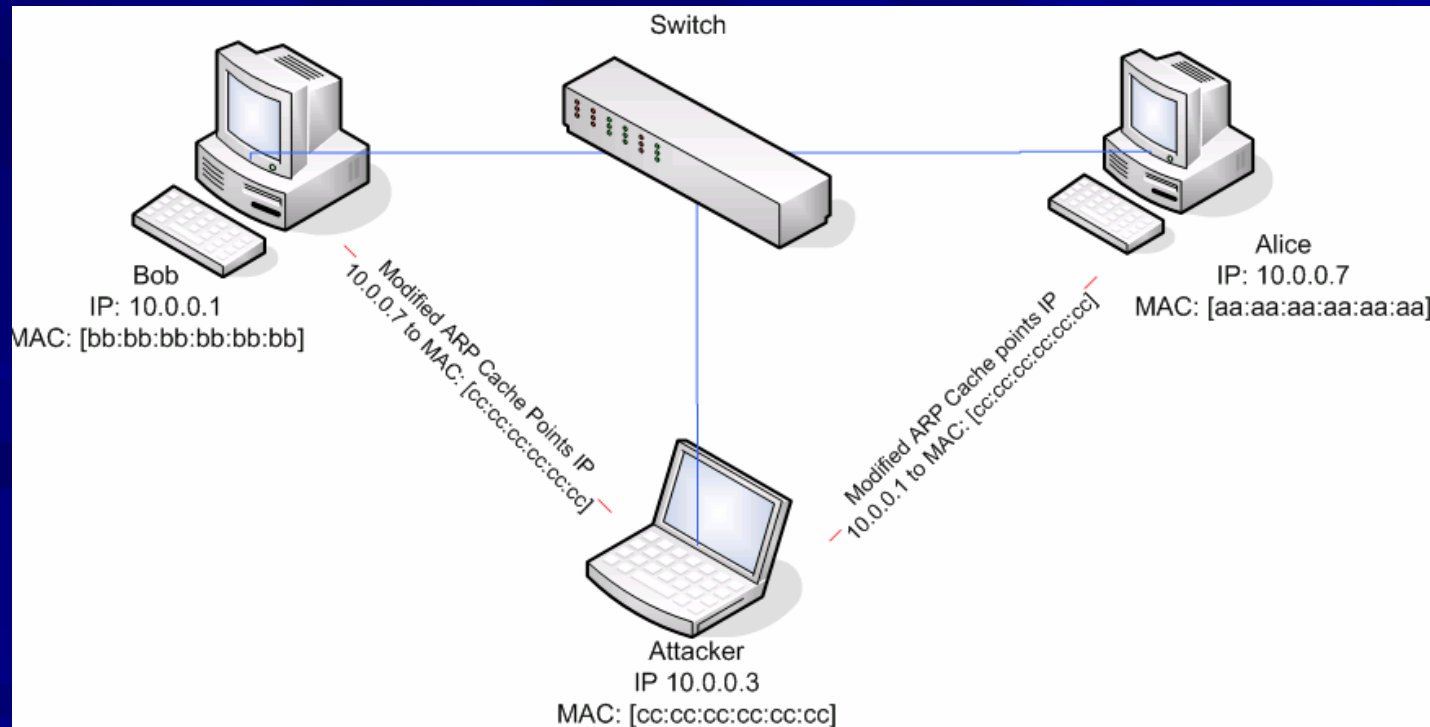 Switch
Bob
IP: 10.0.0.1
MAC: [bb:bb:bb:bb:bb:bb]
Alice
IP: 10.0.0.7
MAC: [aa:aa:aa:aa:aa:aa]
Modified ARP Cache Points IP
10.0.0.7 to MAC: [cc:cc:cc:cc:cc:cc]
Modified ARP Cache points IP
10.0.0.1 to MAC: [cc:cc:cc:cc:cc:cc]
Attacker
IP 10.0.0.3
MAC: [cc:cc:cc:cc:cc:cc]